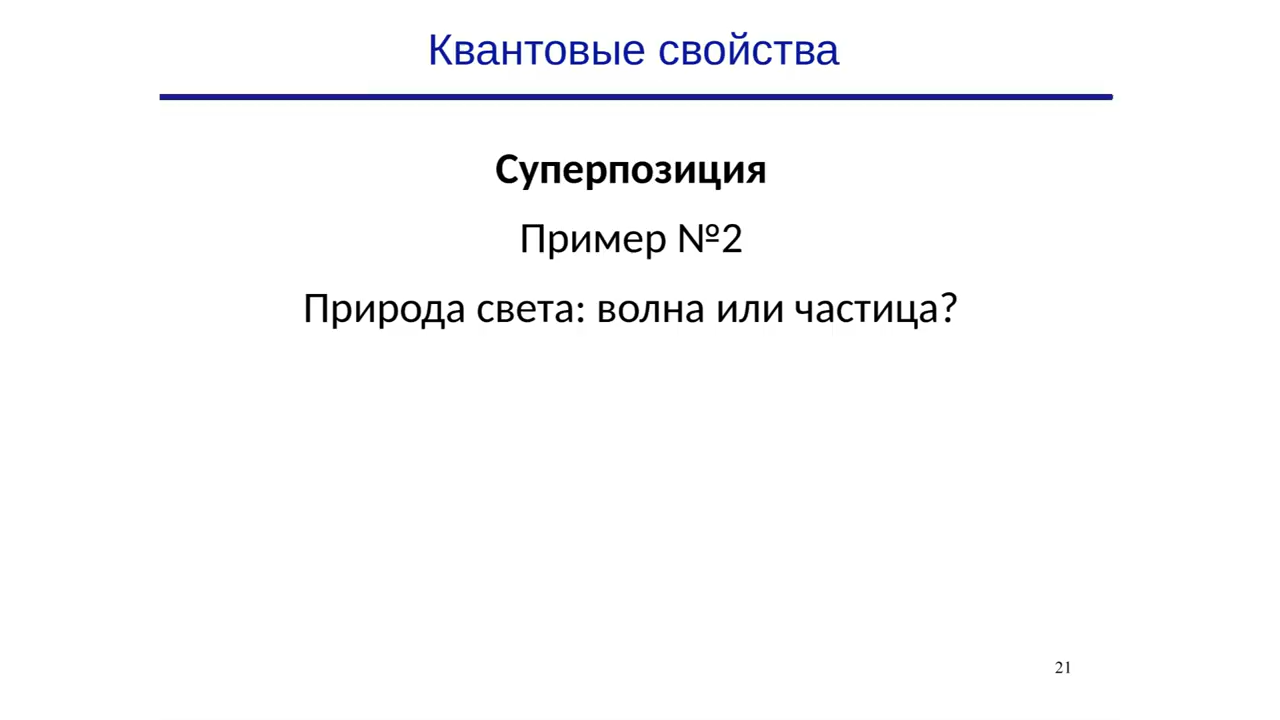 Квантовые свойства
Суперпозиция
Пример №2
Природа света: волна или частица?
21